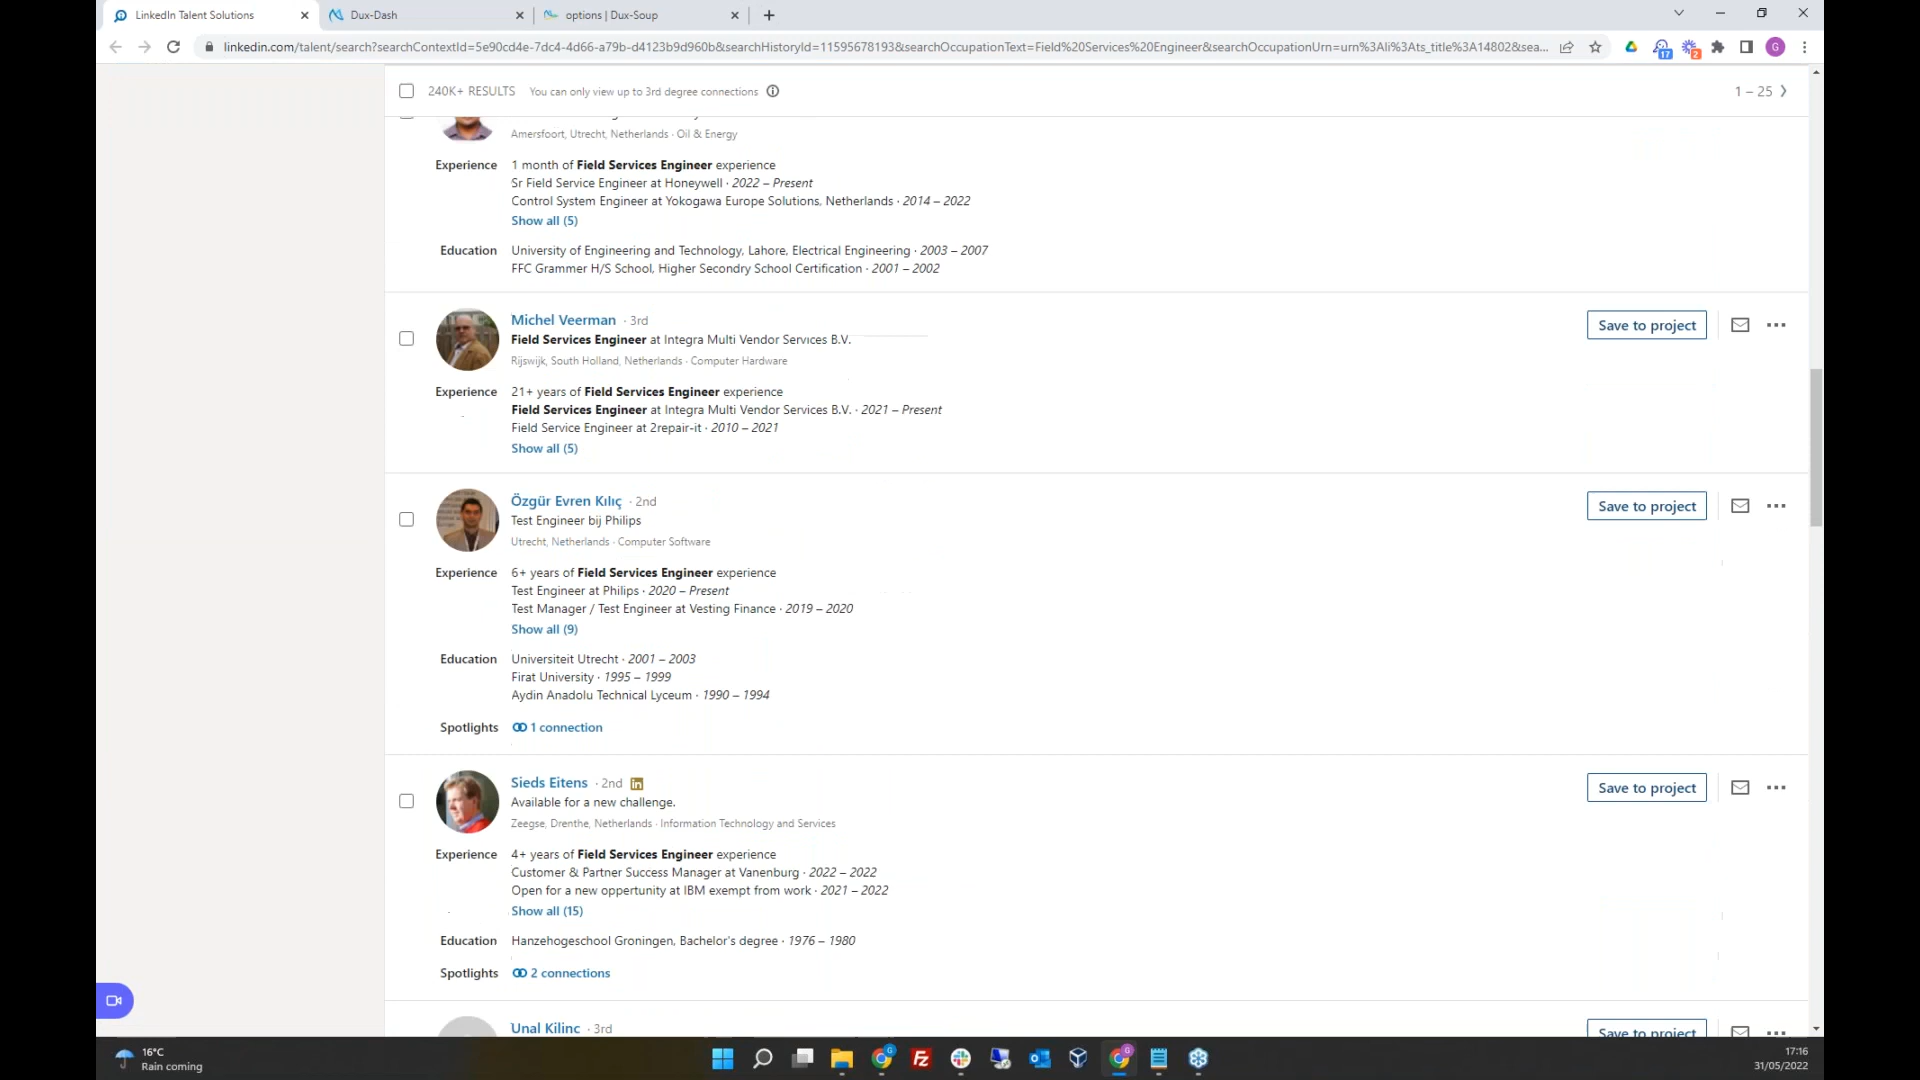 LinkedIn Talent Solutions
Dux-Dash
options | Dux-Soup
linkedin.com/talent/search?searchContextId=5e90cd4e-7dc4-4d66-a79b-d4123b9d960b&searchHistoryId=11595678193&searchOccupationText=Field%20Services%20Engineer&searchOccupationUrn=urn%3Ali%3Ats_title%3A14802&sea...
17
2
G
240K+ RESULTS You can only view up to 3rd degree connections
1 – 25
Amersfoort, Utrecht, Netherlands · Oil & Energy
Experience 1 month of Field Services Engineer experience
Sr Field Service Engineer at Honeywell · 2022 – Present
Control System Engineer at Yokogawa Europe Solutions, Netherlands · 2014 – 2022
Show all (5)
Education University of Engineering and Technology, Lahore, Electrical Engineering · 2003 – 2007
FFC Grammer H/S School, Higher Secondry School Certification · 2001 – 2002
Michel Veerman · 3rd
Save to project
Field Services Engineer at Integra Multi Vendor Services B.V.
Rijswijk, South Holland, Netherlands · Computer Hardware
Experience 21+ years of Field Services Engineer experience
Field Services Engineer at Integra Multi Vendor Services B.V. · 2021 – Present
Field Service Engineer at 2repair-it · 2010 – 2021
Show all (5)
Özgür Evren Kılıç · 2nd
Save to project
Test Engineer bij Philips
Utrecht, Netherlands · Computer Software
Experience 6+ years of Field Services Engineer experience
Test Engineer at Philips · 2020 – Present
Test Manager / Test Engineer at Vesting Finance · 2019 – 2020
Show all (9)
Education Universiteit Utrecht · 2001 – 2003
Firat University · 1995 – 1999
Aydin Anadolu Technical Lyceum · 1990 – 1994
Spotlights 1 connection
Sieds Eitens · 2nd in
Save to project
Available for a new challenge.
Zeegse, Drenthe, Netherlands · Information Technology and Services
Experience 4+ years of Field Services Engineer experience
Customer & Partner Success Manager at Vanenburg · 2022 – 2022
Open for a new oppertunity at IBM exempt from work · 2021 – 2022
Show all (15)
Education Hanzehogeschool Groningen, Bachelor's degree · 1976 – 1980
Spotlights 2 connections
Unal Kilinc · 3rd
Save to project
16°C
Rain coming
17:16
31/05/2022